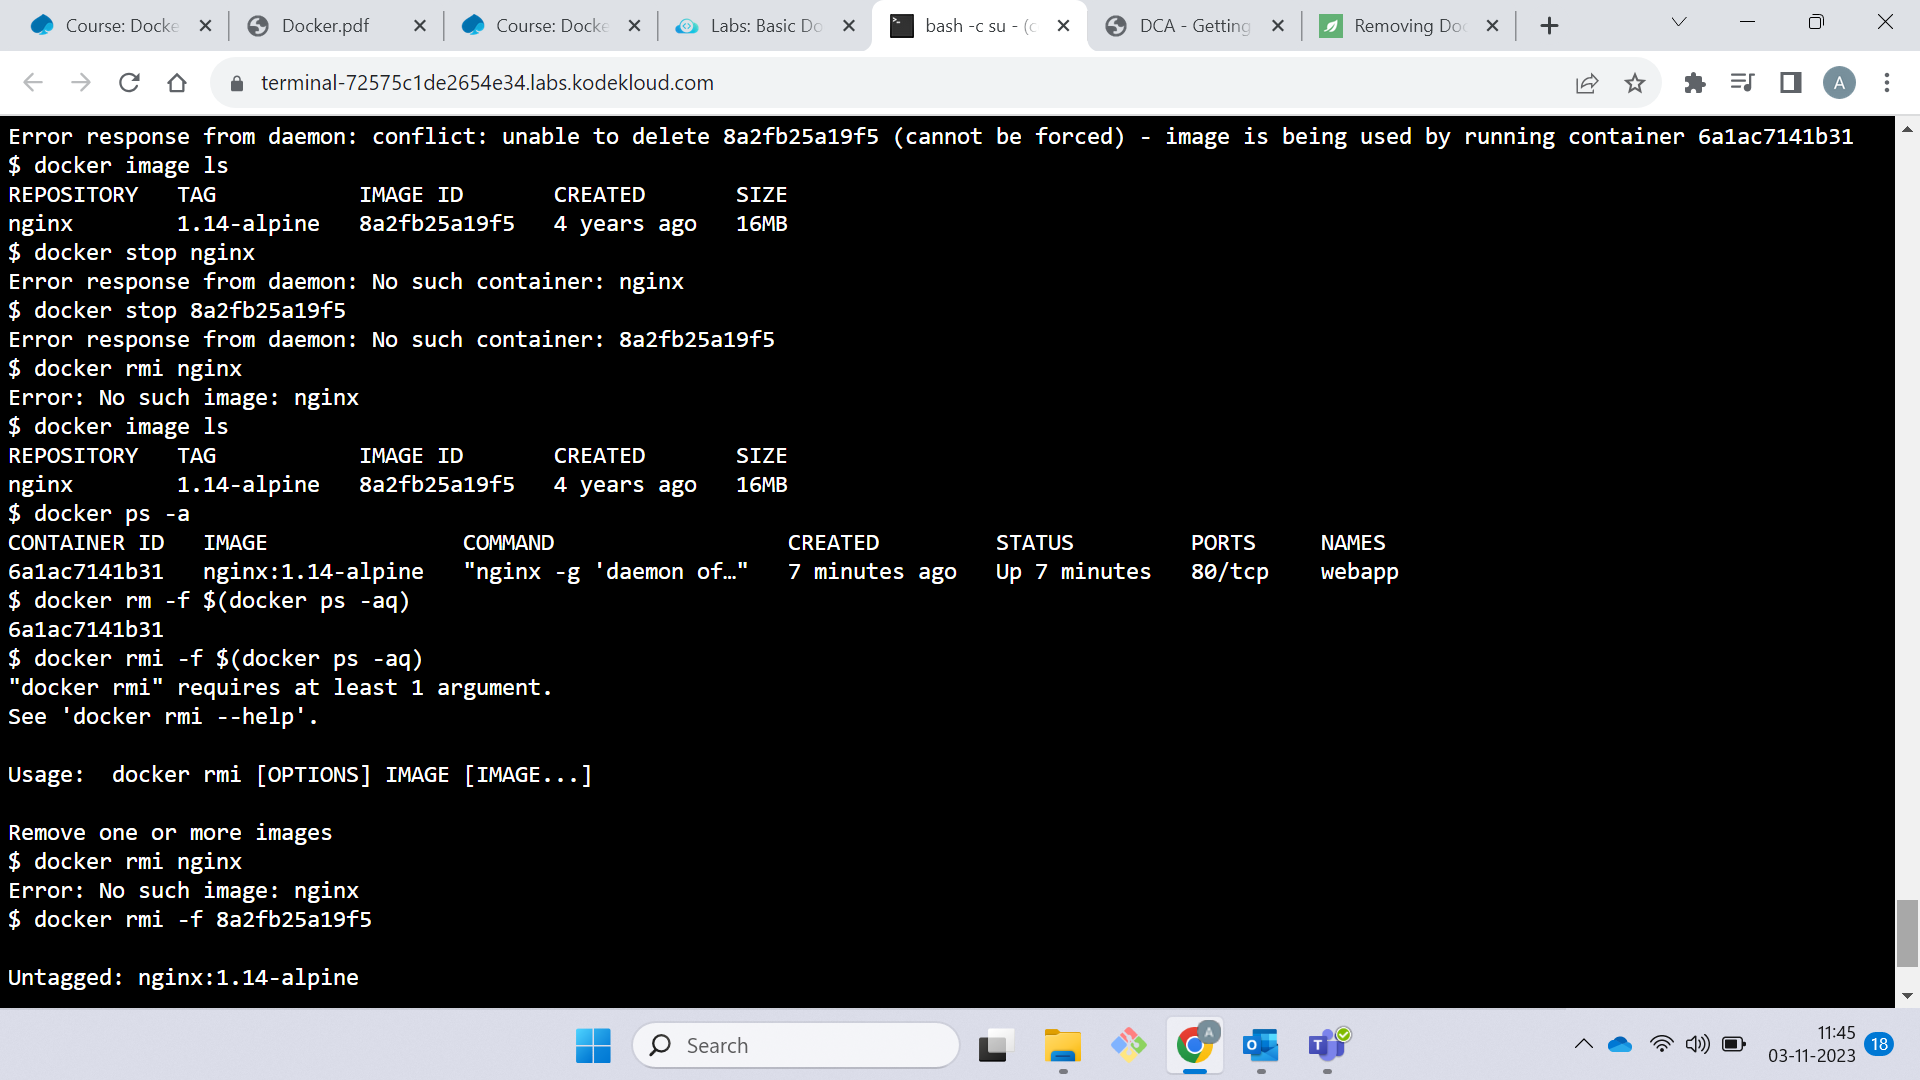 Course: Docke
Docker.pdf
Course: Docke
Labs: Basic Do
bash -c su - (c
DCA - Getting
Removing Doc
terminal-72575c1de2654e34.labs.kodekloud.com
A
Error response from daemon: conflict: unable to delete 8a2fb25a19f5 (cannot be forced) - image is being used by running container 6a1ac7141b31
$ docker image ls
REPOSITORY   TAG           IMAGE ID       CREATED       SIZE
nginx        1.14-alpine   8a2fb25a19f5   4 years ago   16MB
$ docker stop nginx
Error response from daemon: No such container: nginx
$ docker stop 8a2fb25a19f5
Error response from daemon: No such container: 8a2fb25a19f5
$ docker rmi nginx
Error: No such image: nginx
$ docker image ls
REPOSITORY   TAG           IMAGE ID       CREATED       SIZE
nginx        1.14-alpine   8a2fb25a19f5   4 years ago   16MB
$ docker ps -a
CONTAINER ID   IMAGE               COMMAND                  CREATED         STATUS         PORTS     NAMES
6a1ac7141b31   nginx:1.14-alpine   "nginx -g 'daemon of…"   7 minutes ago   Up 7 minutes   80/tcp    webapp
$ docker rm -f $(docker ps -aq)
6a1ac7141b31
$ docker rmi -f $(docker ps -aq)
"docker rmi" requires at least 1 argument.
See 'docker rmi --help'.
Usage:  docker rmi [OPTIONS] IMAGE [IMAGE...]
Remove one or more images
$ docker rmi nginx
Error: No such image: nginx
$ docker rmi -f 8a2fb25a19f5
Untagged: nginx:1.14-alpine
Search
A
O
T
11:45
03-11-2023
18